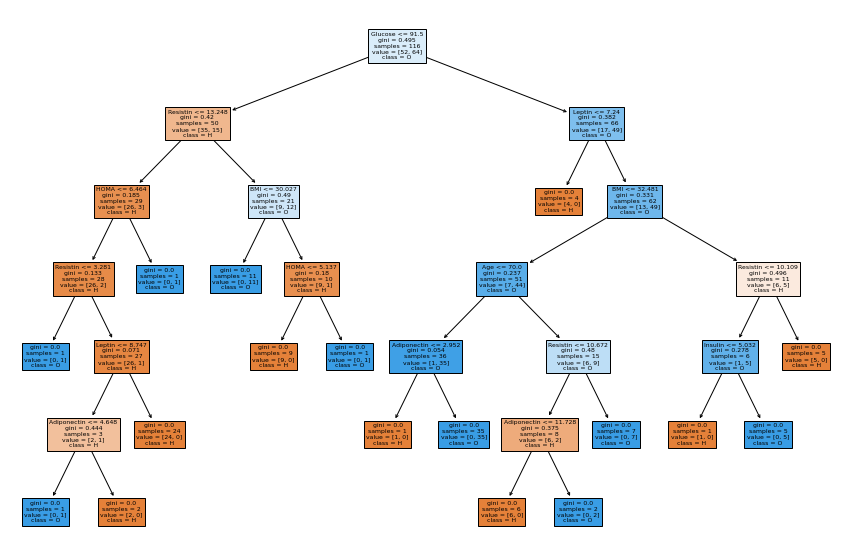 Glucose <= 91.5
gini = 0.495
samples = 116
value = [52, 64]
class = O
Resistin <= 13.248
gini = 0.42
samples = 50
value = [35, 15]
class = H
Leptin <= 7.24
gini = 0.382
samples = 66
value = [17, 49]
class = O
HOMA <= 6.464
gini = 0.185
samples = 29
value = [26, 3]
class = H
BMI <= 30.027
gini = 0.49
samples = 21
value = [9, 12]
class = O
gini = 0.0
samples = 4
value = [4, 0]
class = H
BMI <= 32.481
gini = 0.331
samples = 62
value = [13, 49]
class = O
Resistin <= 3.281
gini = 0.133
samples = 28
value = [26, 2]
class = H
gini = 0.0
samples = 1
value = [0, 1]
class = O
gini = 0.0
samples = 11
value = [0, 11]
class = O
HOMA <= 5.137
gini = 0.18
samples = 10
value = [9, 1]
class = H
Age <= 70.0
gini = 0.237
samples = 51
value = [7, 44]
class = O
Resistin <= 10.109
gini = 0.496
samples = 11
value = [6, 5]
class = H
gini = 0.0
samples = 1
value = [0, 1]
class = O
Leptin <= 8.747
gini = 0.071
samples = 27
value = [26, 1]
class = H
gini = 0.0
samples = 9
value = [9, 0]
class = H
gini = 0.0
samples = 1
value = [0, 1]
class = O
Adiponectin <= 2.952
gini = 0.054
samples = 36
value = [1, 35]
class = O
Resistin <= 10.672
gini = 0.48
samples = 15
value = [6, 9]
class = O
Insulin <= 5.032
gini = 0.278
samples = 6
value = [1, 5]
class = O
gini = 0.0
samples = 5
value = [5, 0]
class = H
Adiponectin <= 4.648
gini = 0.444
samples = 3
value = [2, 1]
class = H
gini = 0.0
samples = 24
value = [24, 0]
class = H
gini = 0.0
samples = 1
value = [1, 0]
class = H
gini = 0.0
samples = 35
value = [0, 35]
class = O
Adiponectin <= 11.728
gini = 0.375
samples = 8
value = [6, 2]
class = H
gini = 0.0
samples = 7
value = [0, 7]
class = O
gini = 0.0
samples = 1
value = [1, 0]
class = H
gini = 0.0
samples = 5
value = [0, 5]
class = O
gini = 0.0
samples = 1
value = [0, 1]
class = O
gini = 0.0
samples = 2
value = [2, 0]
class = H
gini = 0.0
samples = 6
value = [6, 0]
class = H
gini = 0.0
samples = 2
value = [0, 2]
class = O